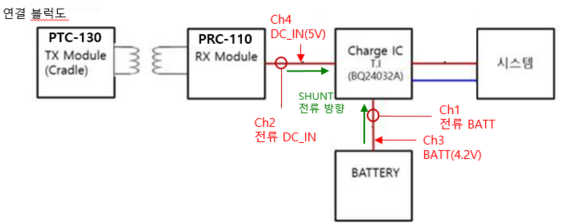 연결 블럭도
PTC-130
TX Module
(Cradle)
PRC-110
RX Module
Ch4
DC_IN(5V)
SHUNT
전류 방향
Ch2
전류 DC_IN
Charge IC
T.I
(BQ24032A)
시스템
Ch1
전류 BATT
Ch3
BATT(4.2V)
BATTERY